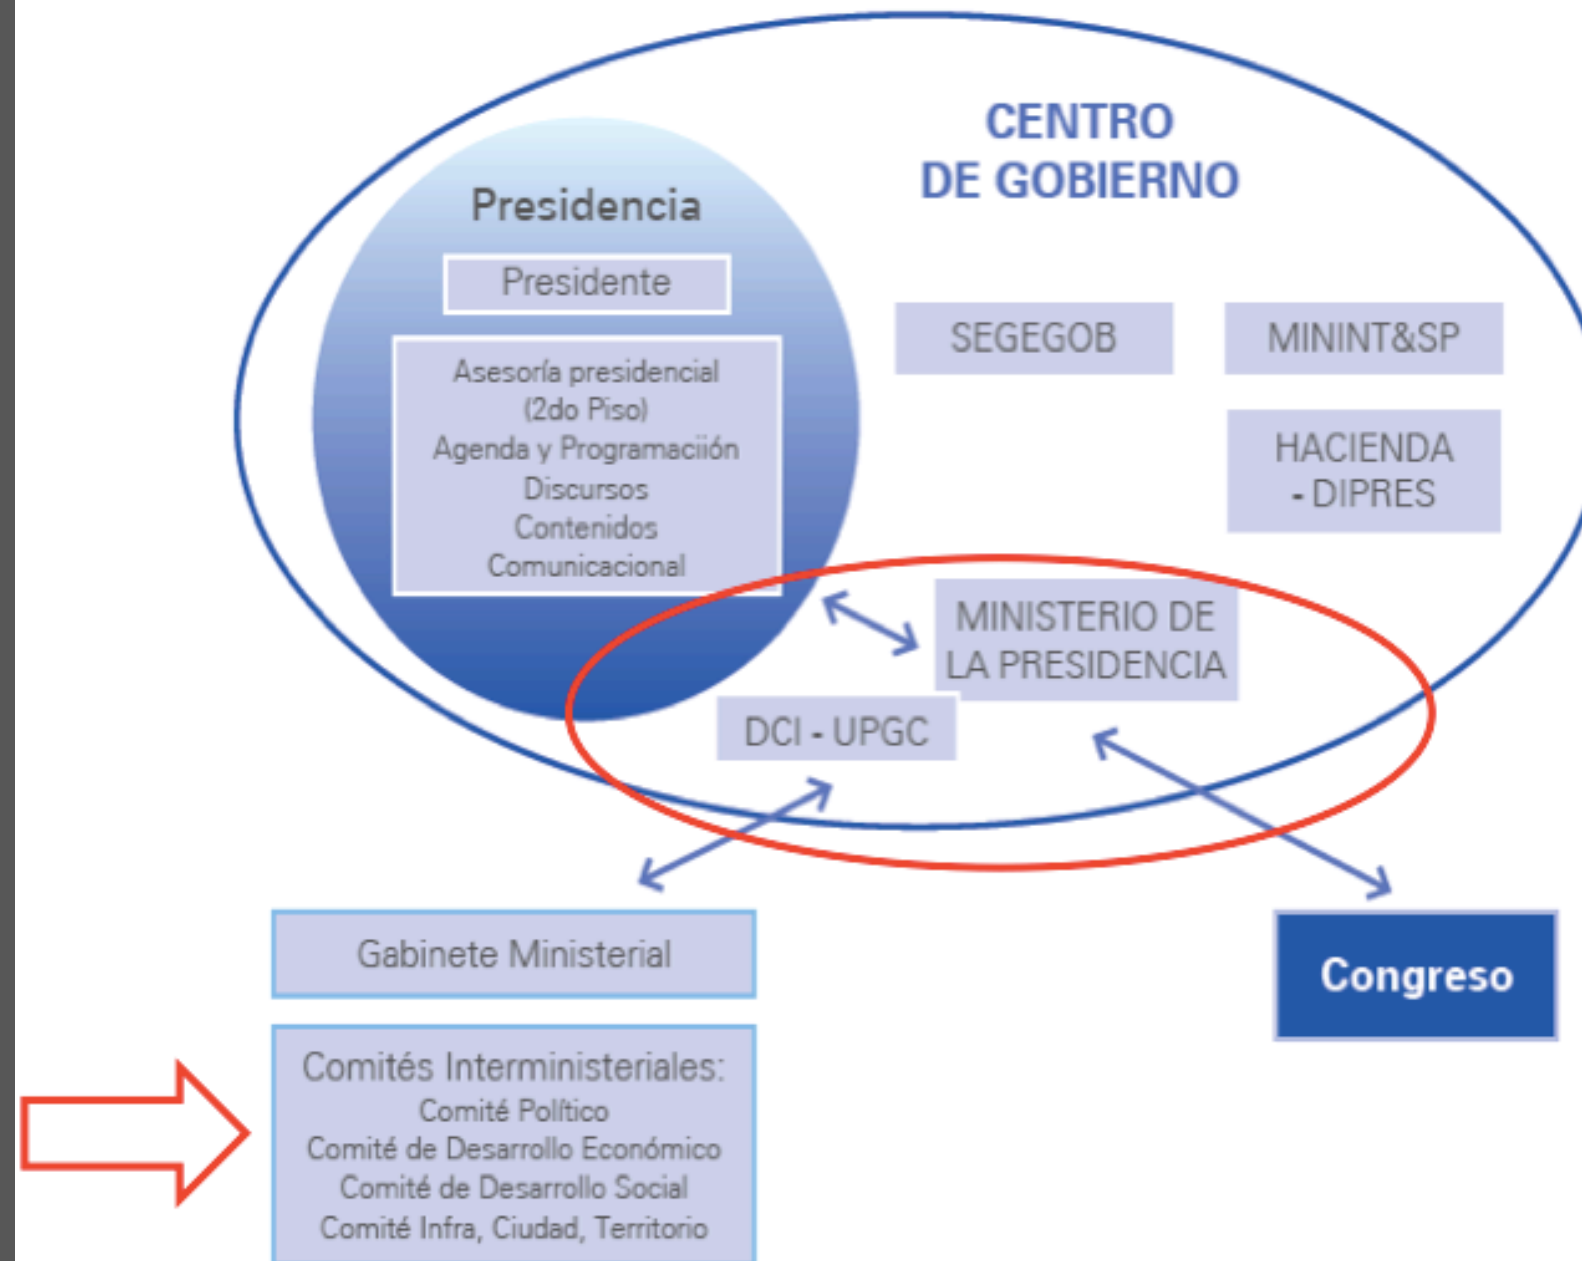 CENTRO
DE GOBIERNO
Presidencia
Presidente
Asesoría presidencial
(2do Piso)
Agenda y Programaciión
Discursos
Contenidos
Comunicacional
SEGEGOB
MININT&SP
HACIENDA
- DIPRES
MINISTERIO DE
LA PRESIDENCIA
DCI - UPGC
Gabinete Ministerial
Congreso
Comités Interministeriales:
Comité Político
Comité de Desarrollo Económico
Comité de Desarrollo Social
Comité Infra, Ciudad, Territorio